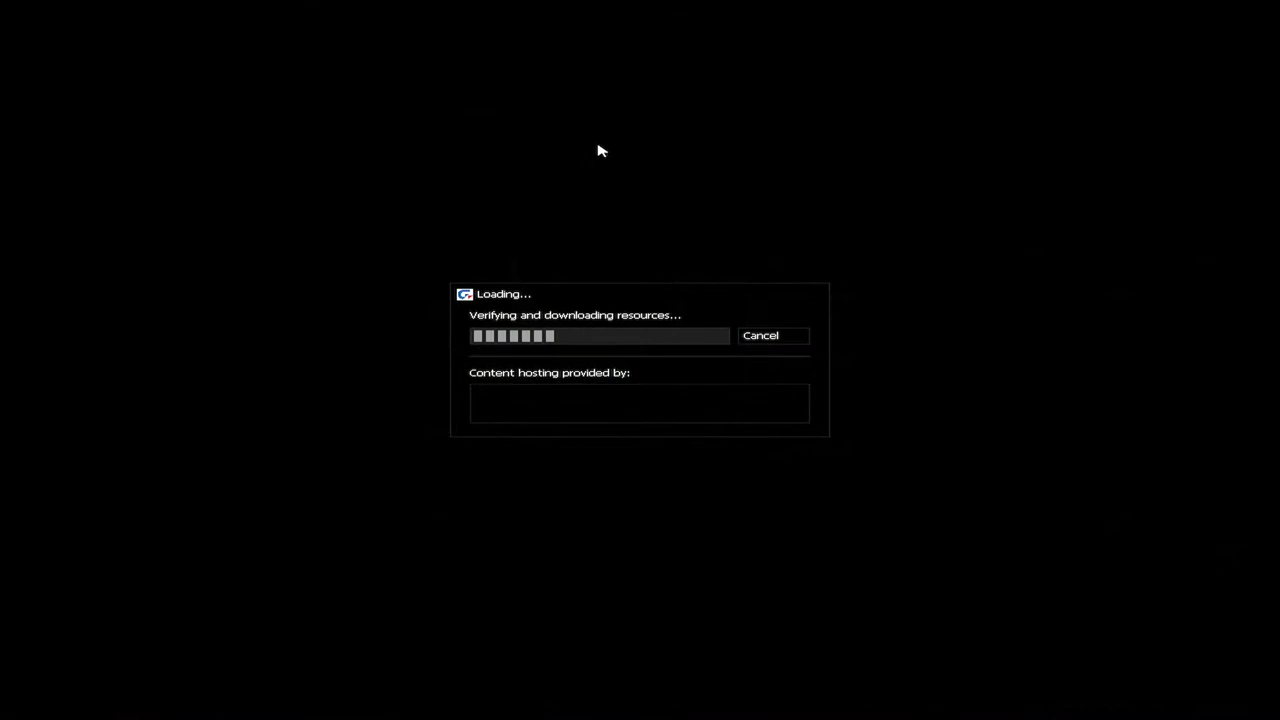 Loading...
Verifying and downloading resources...
Cancel
Content hosting provided by: